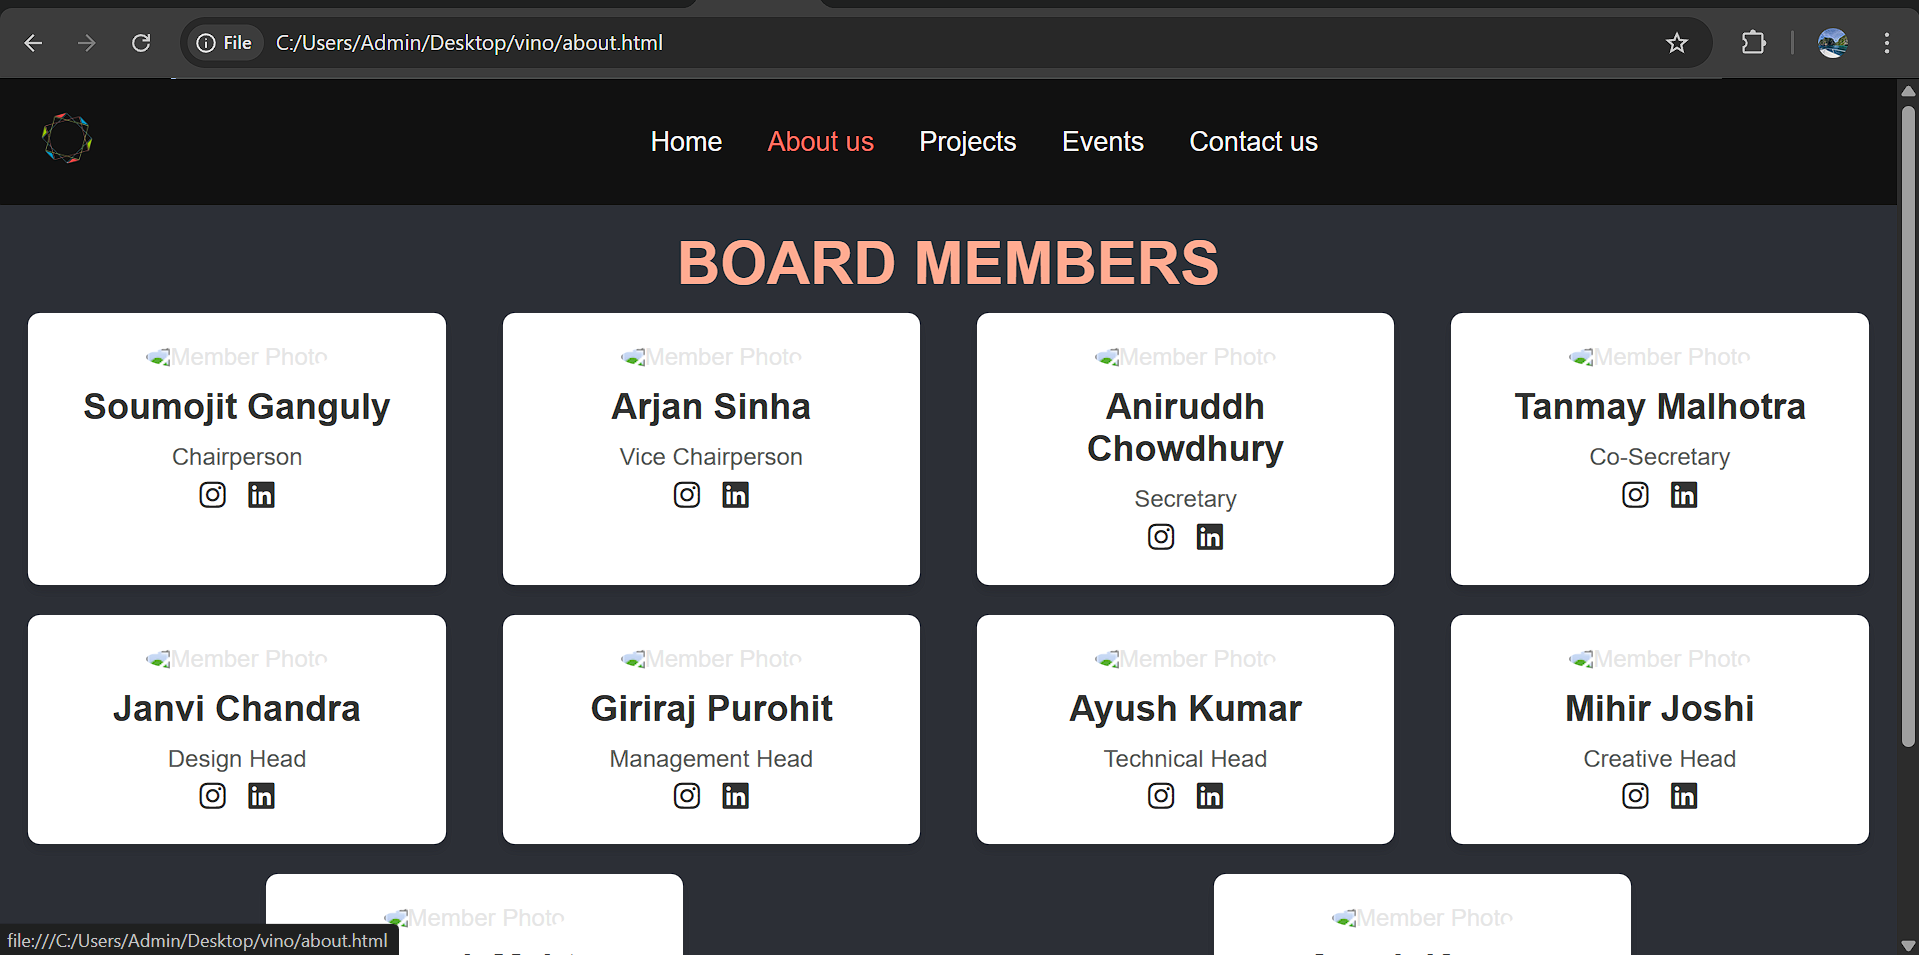 File C:/Users/Admin/Desktop/vino/about.html
Home About us Projects Events Contact us
BOARD MEMBERS
Member Photo Member Photo Member Photo Member Photo
Soumojit Ganguly Arjan Sinha Aniruddh Chowdhury Tanmay Malhotra
Chairperson Vice Chairperson Secretary Co-Secretary
Member Photo Member Photo Member Photo Member Photo
Janvi Chandra Giriraj Purohit Ayush Kumar Mihir Joshi
Design Head Management Head Technical Head Creative Head
Member Photo Member Photo
file:///C:/Users/Admin/Desktop/vino/about.html